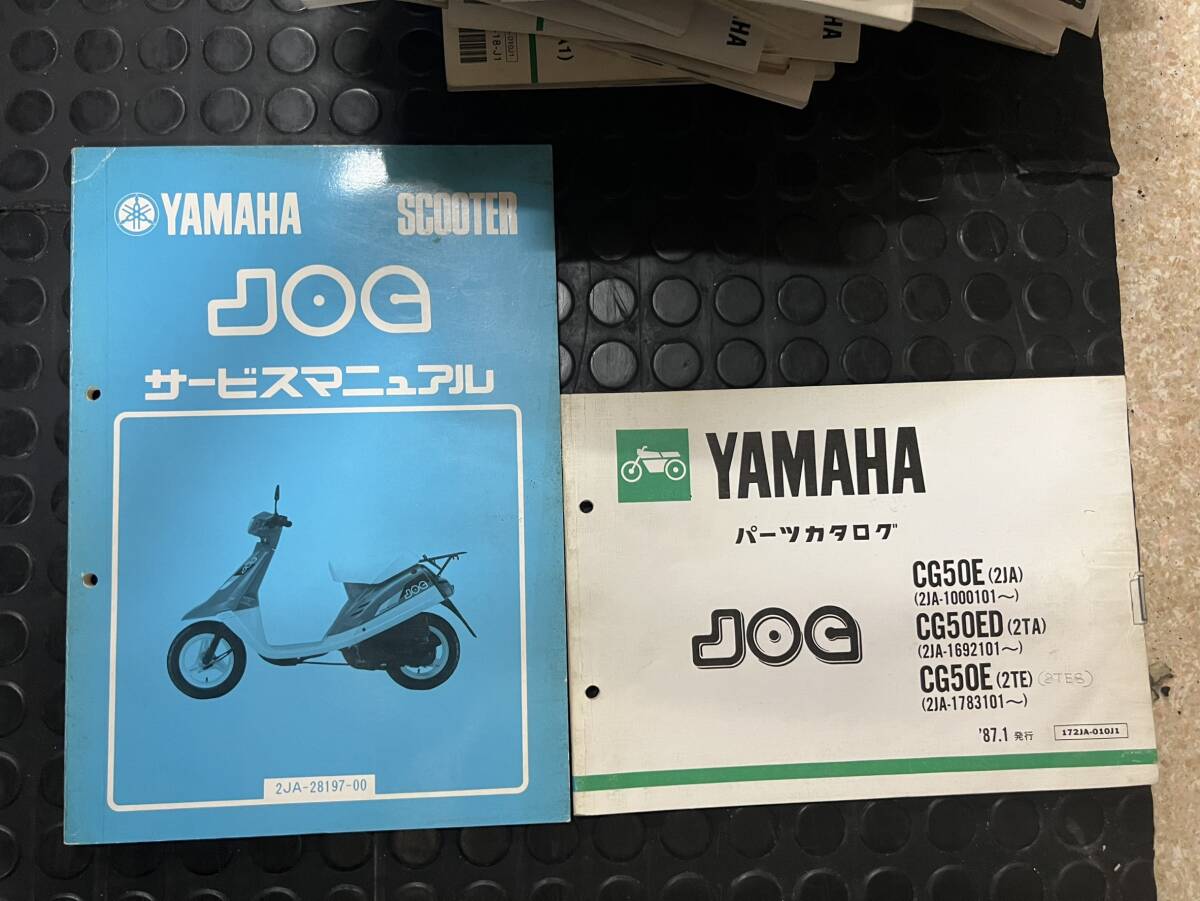 YAMAHA SCOOTER
JOG
サービスマニュアル
JOG
2JA-28197-00
YAMAHA
パーツカタログ
JOG
CG50E (2JA)
(2JA-1000101～)
CG50ED (2TA)
(2JA-1692101～)
CG50E (2TE) (2TE8)
(2JA-1783101～)
'87.1 発行
172JA-010J1